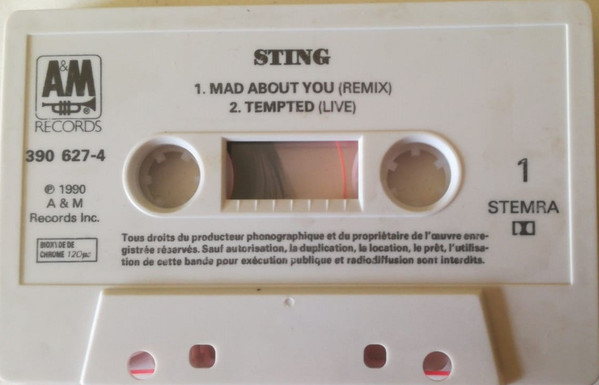 STING
A&M
RECORDS
1. MAD ABOUT YOU (REMIX)
2. TEMPTED (LIVE)
390 627-4
℗ 1990
A & M
Records Inc.
BIOXYDE DE
CHROME 120µs
1
STEMRA
Tous droits du producteur phonographique et du propriétaire de l'œuvre enre-
gistrée réservés. Sauf autorisation, la duplication, la location, le prêt, l'utilisa-
tion de cette bande pour exécution publique et radiodiffusion sont interdits.